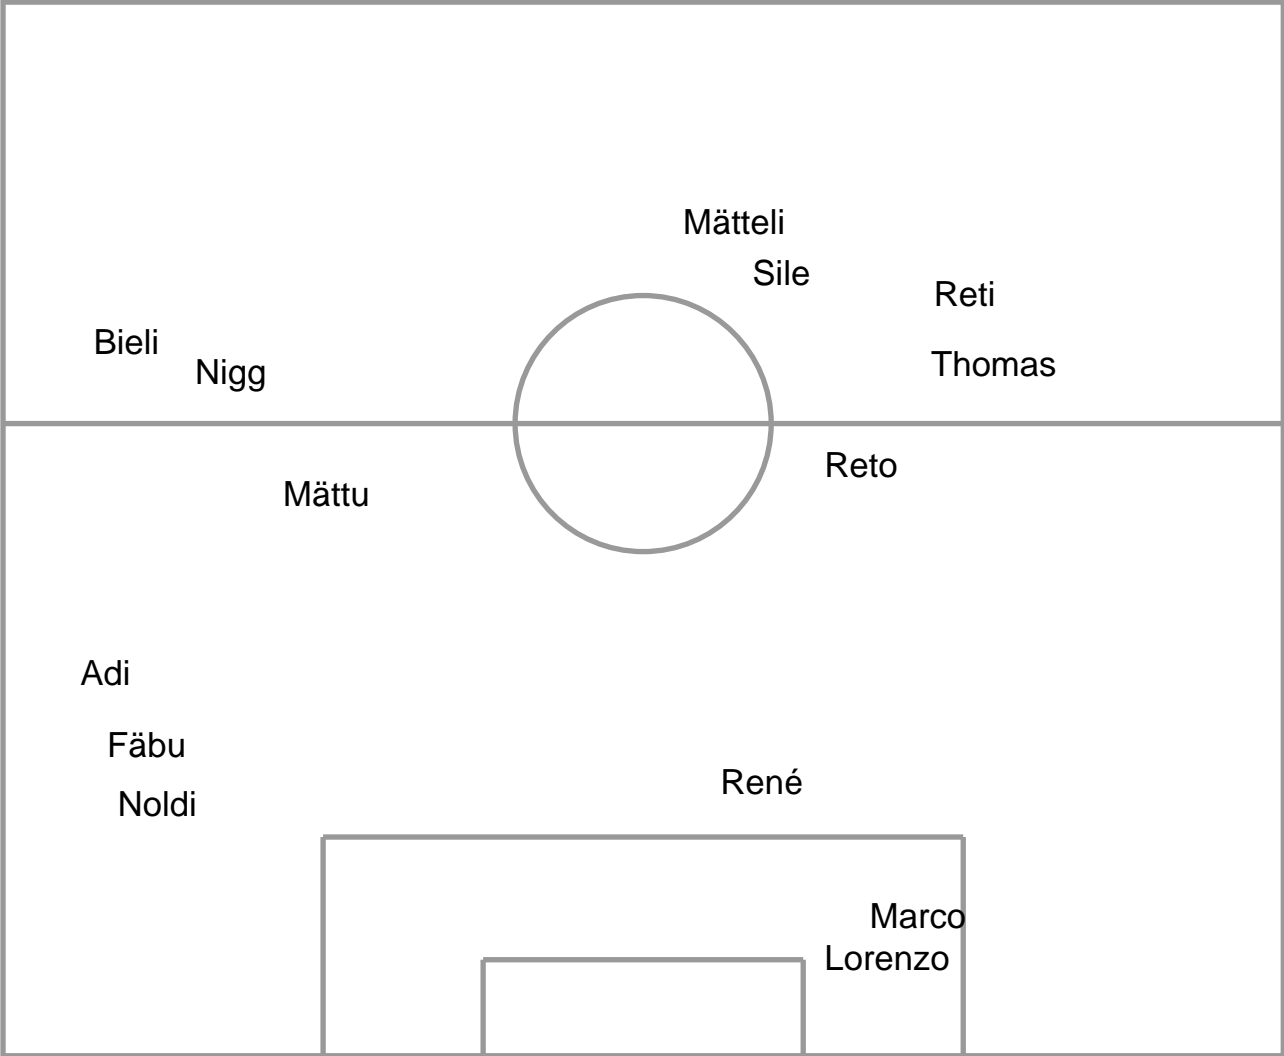 Mätteli
Sile
Reti
Bieli
Thomas
Nigg
Reto
Mättu
Adi
Fäbu
René
Noldi
Marco
Lorenzo